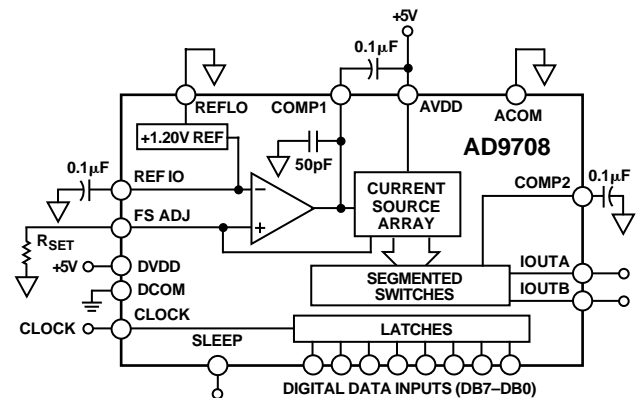 +5V
0.1µF
REFLO
COMP1
AVDD
ACOM
+1.20V REF
50pF
AD9708
0.1µF
REF IO
COMP2
0.1µF
CURRENT
SOURCE
ARRAY
FS ADJ
RSET
+5V
DVDD
DCOM
SEGMENTED
SWITCHES
IOUTA
IOUTB
CLOCK
CLOCK
LATCHES
SLEEP
DIGITAL DATA INPUTS (DB7–DB0)